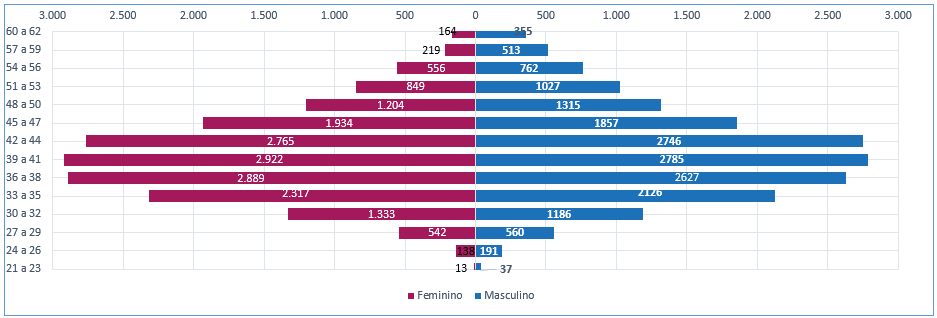 3.000 2.500 2.000 1.500 1.000 500 0 500 1.000 1.500 2.000 2.500 3.000
60 a 62 164 355
57 a 59 219 513
54 a 56 556 762
51 a 53 849 1027
48 a 50 1.204 1315
45 a 47 1.934 1857
42 a 44 2.765 2746
39 a 41 2.922 2785
36 a 38 2.889 2627
33 a 35 2.317 2126
30 a 32 1.333 1186
27 a 29 542 560
24 a 26 138 191
21 a 23 13 37
Feminino Masculino